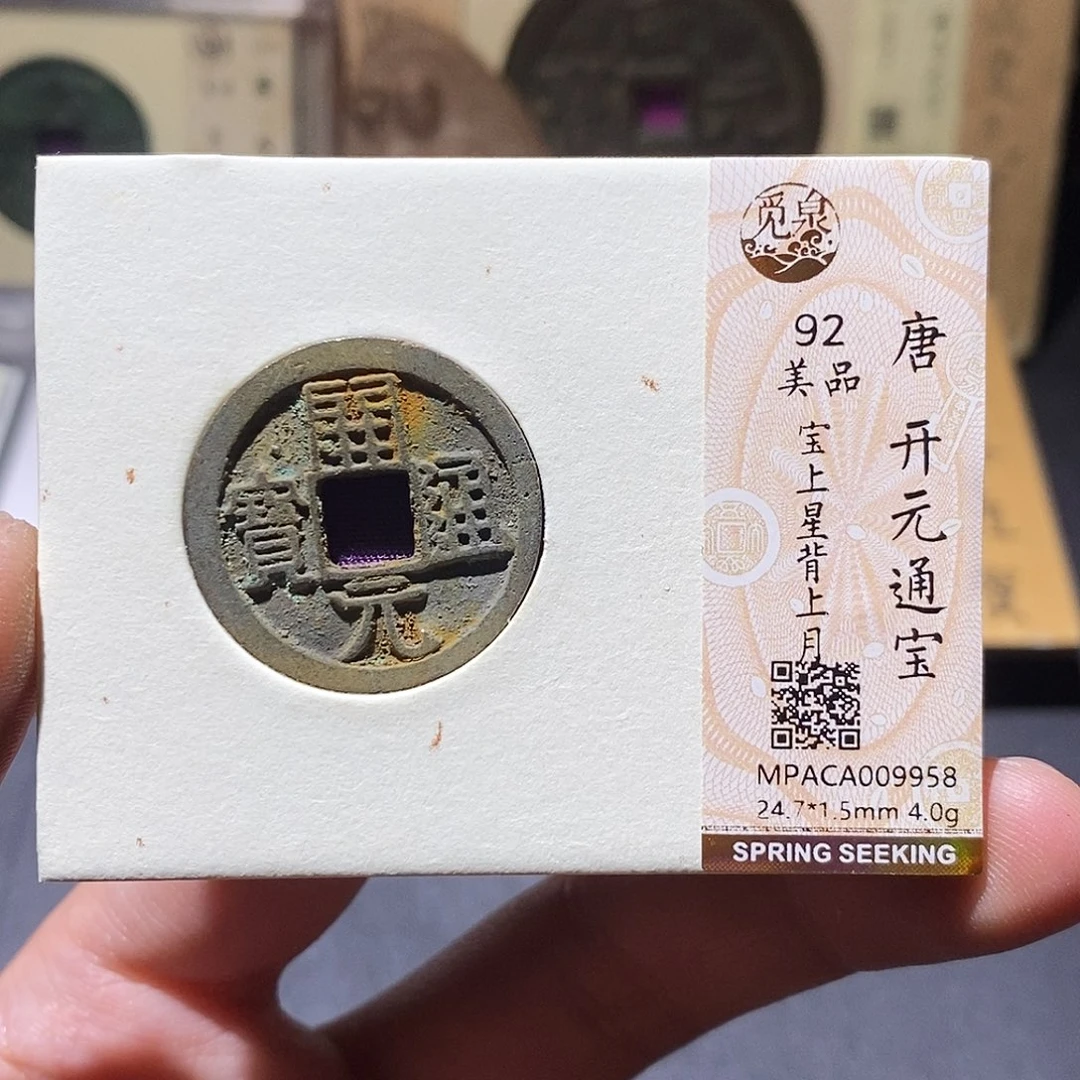 開元通寳
觅泉
唐 开元通宝
92
美品
宝上星背上月
MPACA009958
24.7*1.5mm 4.0g
SPRING SEEKING